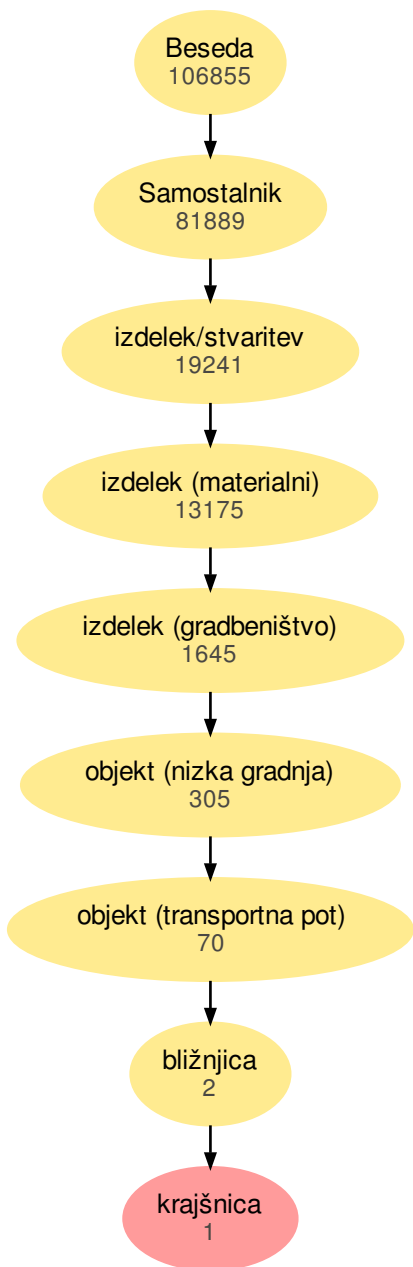 Beseda
106855
Samostalnik
81889
izdelek/stvaritev
19241
izdelek (materialni)
13175
izdelek (gradbeništvo)
1645
objekt (nizka gradnja)
305
objekt (transportna pot)
70
bližnjica
2
krajšnica
1